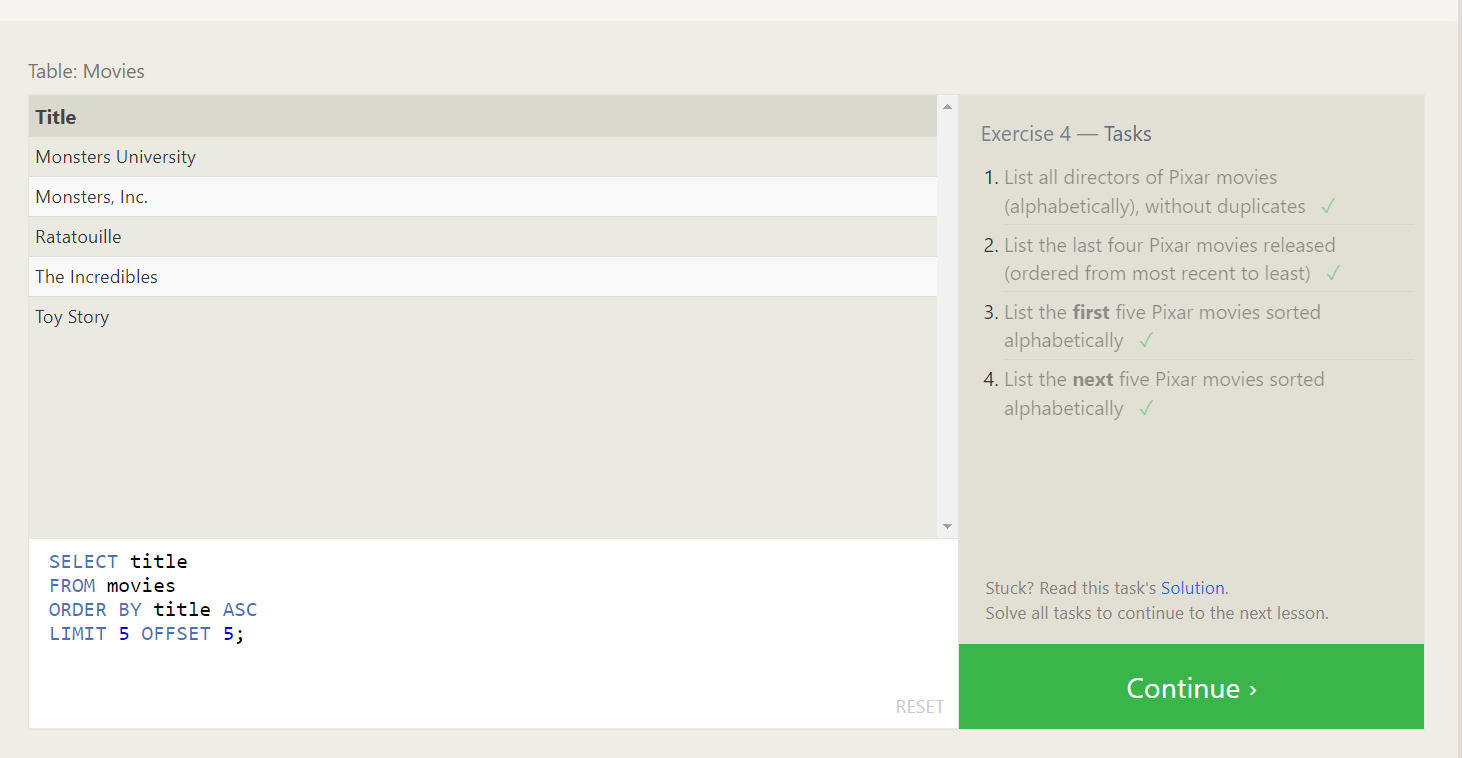 Table: Movies
Title
Monsters University
Monsters, Inc.
Ratatouille
The Incredibles
Toy Story
SELECT title
FROM movies
ORDER BY title ASC
LIMIT 5 OFFSET 5;
RESET
Exercise 4 — Tasks
1. List all directors of Pixar movies
(alphabetically), without duplicates ✓
2. List the last four Pixar movies released
(ordered from most recent to least) ✓
3. List the first five Pixar movies sorted
alphabetically ✓
4. List the next five Pixar movies sorted
alphabetically ✓
Stuck? Read this task's Solution.
Solve all tasks to continue to the next lesson.
Continue ›